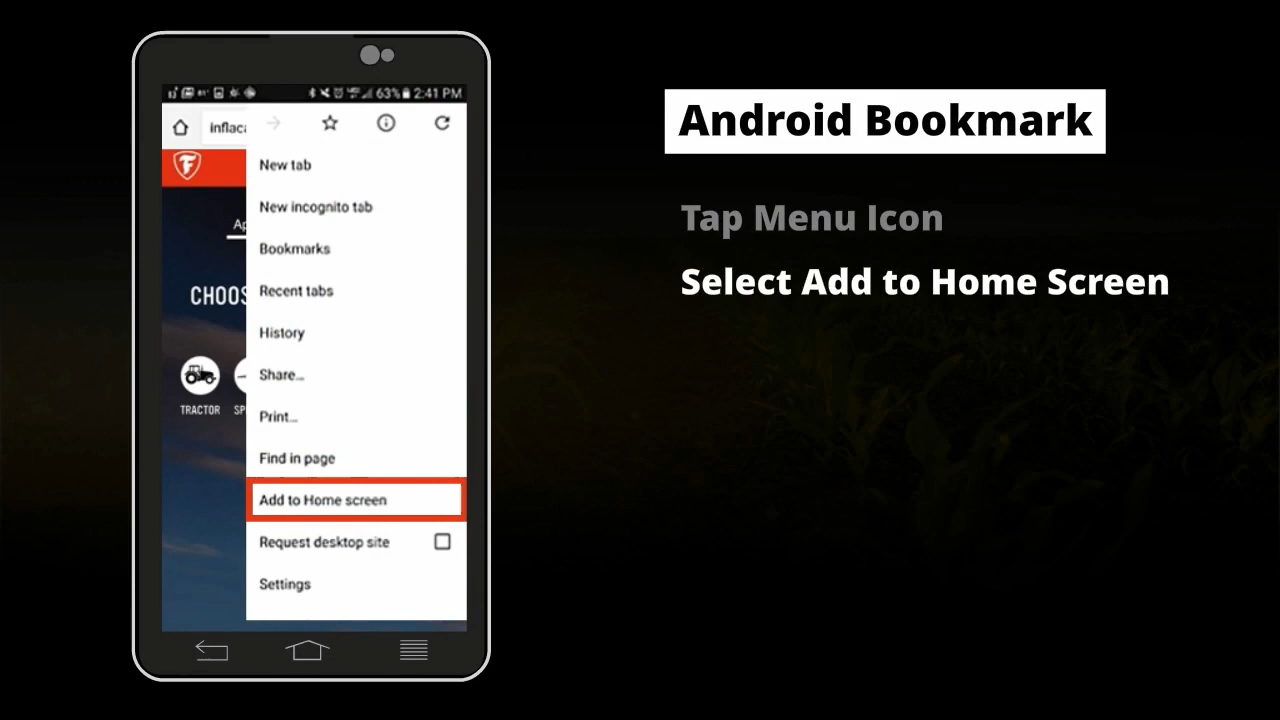 63% 2:41 PM
inflac
New tab
New incognito tab
Bookmarks
Recent tabs
History
Share...
Print...
Find in page
Add to Home screen
Request desktop site
Settings
CHOOS
TRACTOR
Android Bookmark
Tap Menu Icon
Select Add to Home Screen